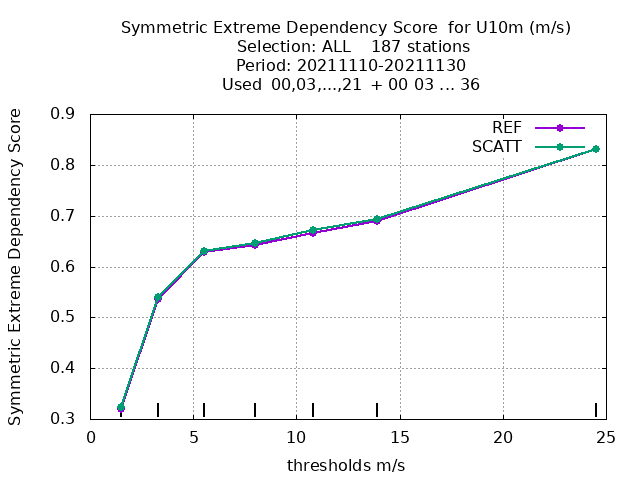 Symmetric Extreme Dependency Score  for U10m (m/s)
Selection: ALL    187 stations
Period: 20211110-20211130
Used  00,03,...,21  + 00 03 ... 36
Symmetric Extreme Dependency Score
0.9
0.8
0.7
0.6
0.5
0.4
0.3
REF
SCATT
0 5 10 15 20 25
thresholds m/s